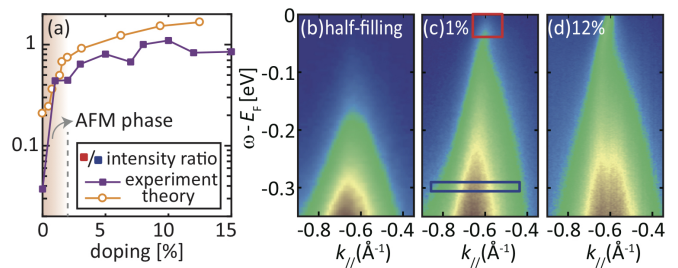 (a)
1
0.1
AFM phase
/ intensity ratio
experiment
theory
0
5
10
15
doping [%]
(b)half-filling
(c)1%
(d)12%
0
-0.1
-0.2
-0.3
ω - E_F [eV]
-0.8
-0.6
-0.4
k_//(Å⁻¹)
-0.8
-0.6
-0.4
k_//(Å⁻¹)
-0.8
-0.6
-0.4
k_//(Å⁻¹)